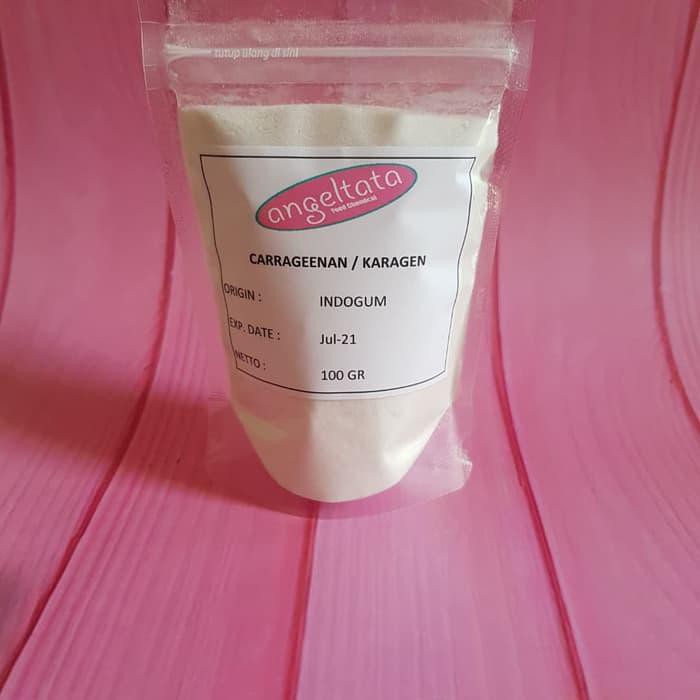 tutup ulang di sini
angeltata
Food Chemical
CARRAGEENAN / KARAGEN
ORIGIN : INDOGUM
EXP. DATE : Jul-21
NETTO : 100 GR